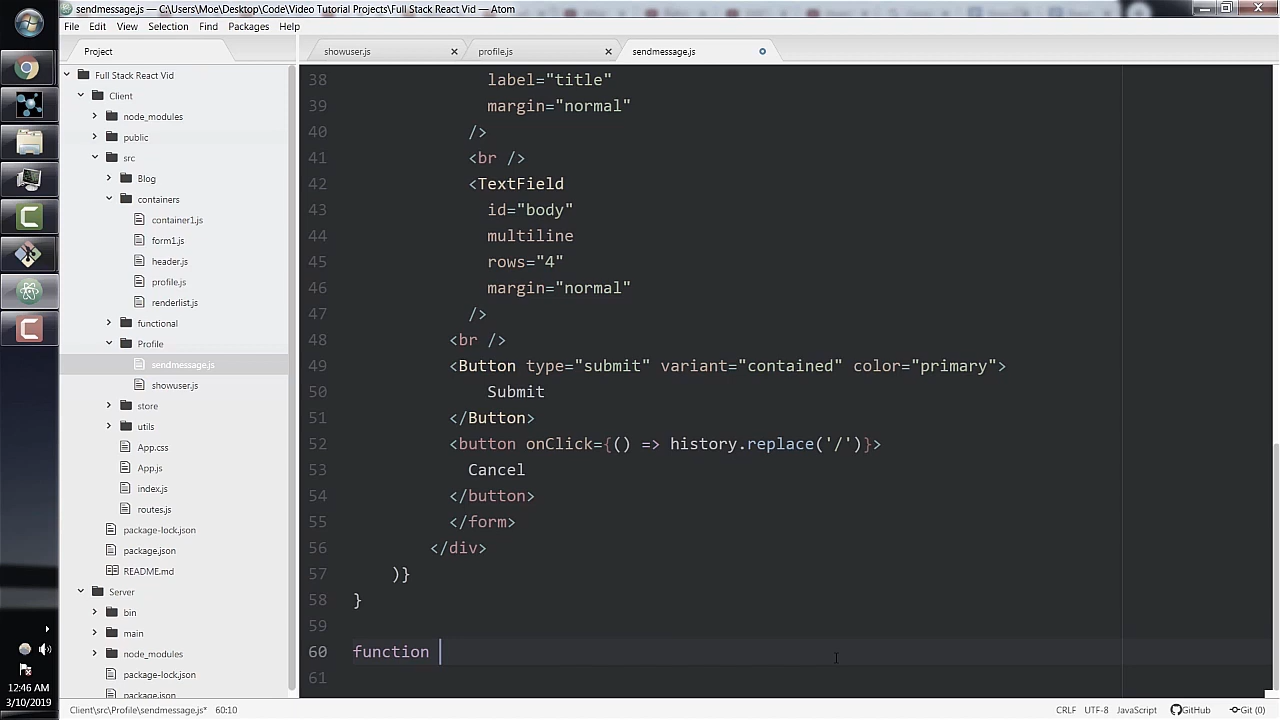 sendmessage.js — C:\Users\Moe\Desktop\Code\Video Tutorial Projects\Full Stack React Vid — Atom
File Edit View Selection Find Packages Help
Project
showuser.js
profile.js
sendmessage.js
Full Stack React Vid
Client
node_modules
public
src
Blog
containers
container1.js
form1.js
header.js
profile.js
renderlist.js
functional
Profile
sendmessage.js
showuser.js
store
utils
App.css
App.js
index.js
routes.js
package-lock.json
package.json
README.md
Server
bin
main
node_modules
package-lock.json
package.json
38 label="title"
39 margin="normal"
40 />
41 <br />
42 <TextField
43 id="body"
44 multiline
45 rows="4"
46 margin="normal"
47 />
48 <br />
49 <Button type="submit" variant="contained" color="primary">
50 Submit
51 </Button>
52 <button onClick={() => history.replace('/')}>
53 Cancel
54 </button>
55 </form>
56 </div>
57 )}
58 }
59
60 function
61
12:46 AM
3/10/2019
Client\src\Profile\sendmessage.js* 60:10
CRLF UTF-8 JavaScript GitHub Git (0)